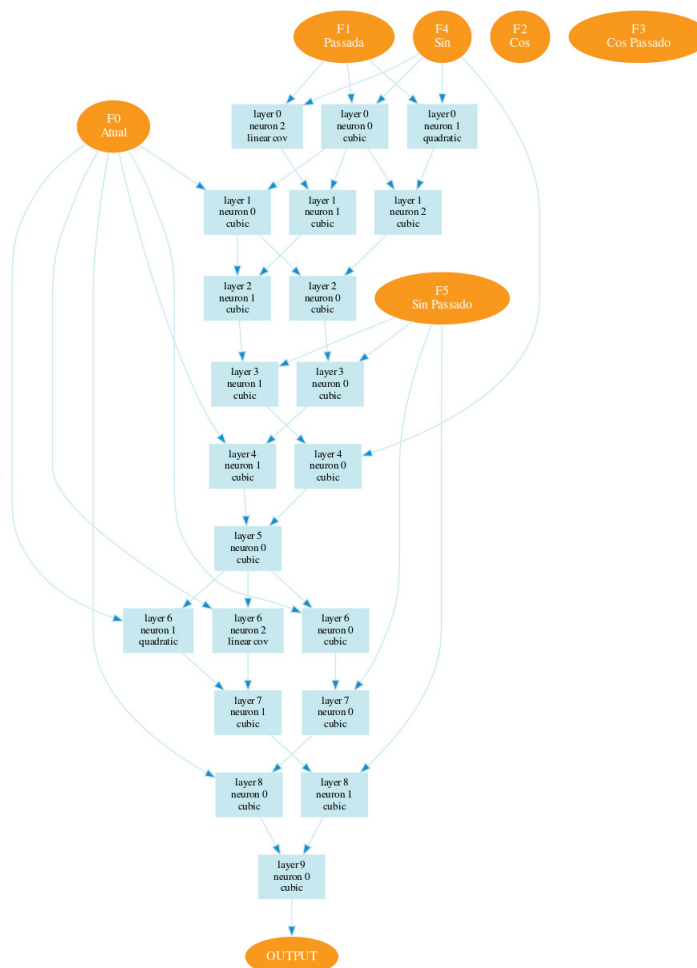 F1
Passada
F4
Sin
F2
Cos
F3
Cos Passado
F0
Atual
layer 0
neuron 2
linear cov
layer 0
neuron 0
cubic
layer 0
neuron 1
quadratic
layer 1
neuron 0
cubic
layer 1
neuron 1
cubic
layer 1
neuron 2
cubic
layer 2
neuron 1
cubic
layer 2
neuron 0
cubic
F5
Sin Passado
layer 3
neuron 1
cubic
layer 3
neuron 0
cubic
layer 4
neuron 1
cubic
layer 4
neuron 0
cubic
layer 5
neuron 0
cubic
layer 6
neuron 1
quadratic
layer 6
neuron 2
linear cov
layer 6
neuron 0
cubic
layer 7
neuron 1
cubic
layer 7
neuron 0
cubic
layer 8
neuron 0
cubic
layer 8
neuron 1
cubic
layer 9
neuron 0
cubic
OUTPUT